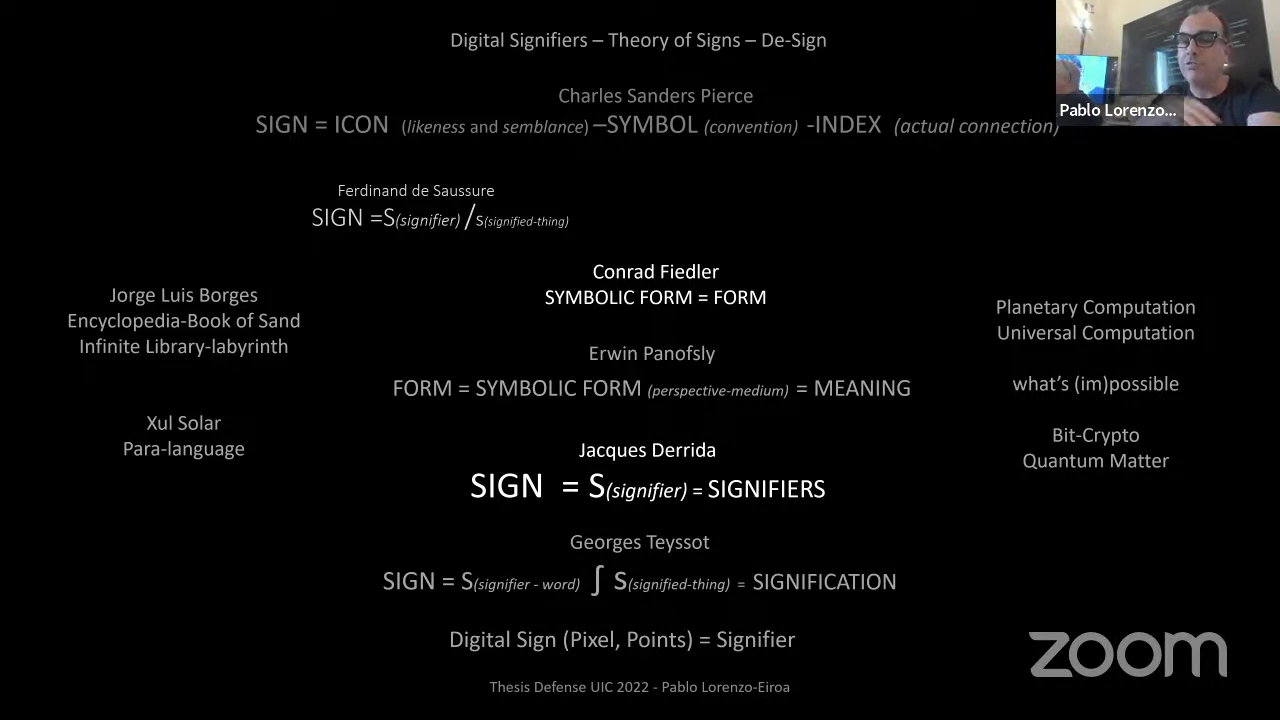 Digital Signifiers – Theory of Signs – De-Sign
Charles Sanders Pierce
SIGN = ICON (likeness and semblance) –SYMBOL (convention) -INDEX (actual connection)
Pablo Lorenzo...
Ferdinand de Saussure
SIGN =S(signifier) /s(signified-thing)
Conrad Fiedler
SYMBOLIC FORM = FORM
Jorge Luis Borges
Encyclopedia-Book of Sand
Infinite Library-labyrinth
Planetary Computation
Universal Computation
Erwin Panofsly
FORM = SYMBOLIC FORM (perspective-medium) = MEANING
what's (im)possible
Xul Solar
Para-language
Bit-Crypto
Quantum Matter
Jacques Derrida
SIGN = S(signifier) = SIGNIFIERS
Georges Teyssot
SIGN = S(signifier - word) ∫ s(signified-thing) = SIGNIFICATION
Digital Sign (Pixel, Points) = Signifier
Thesis Defense UIC 2022 - Pablo Lorenzo-Eiroa
zoom